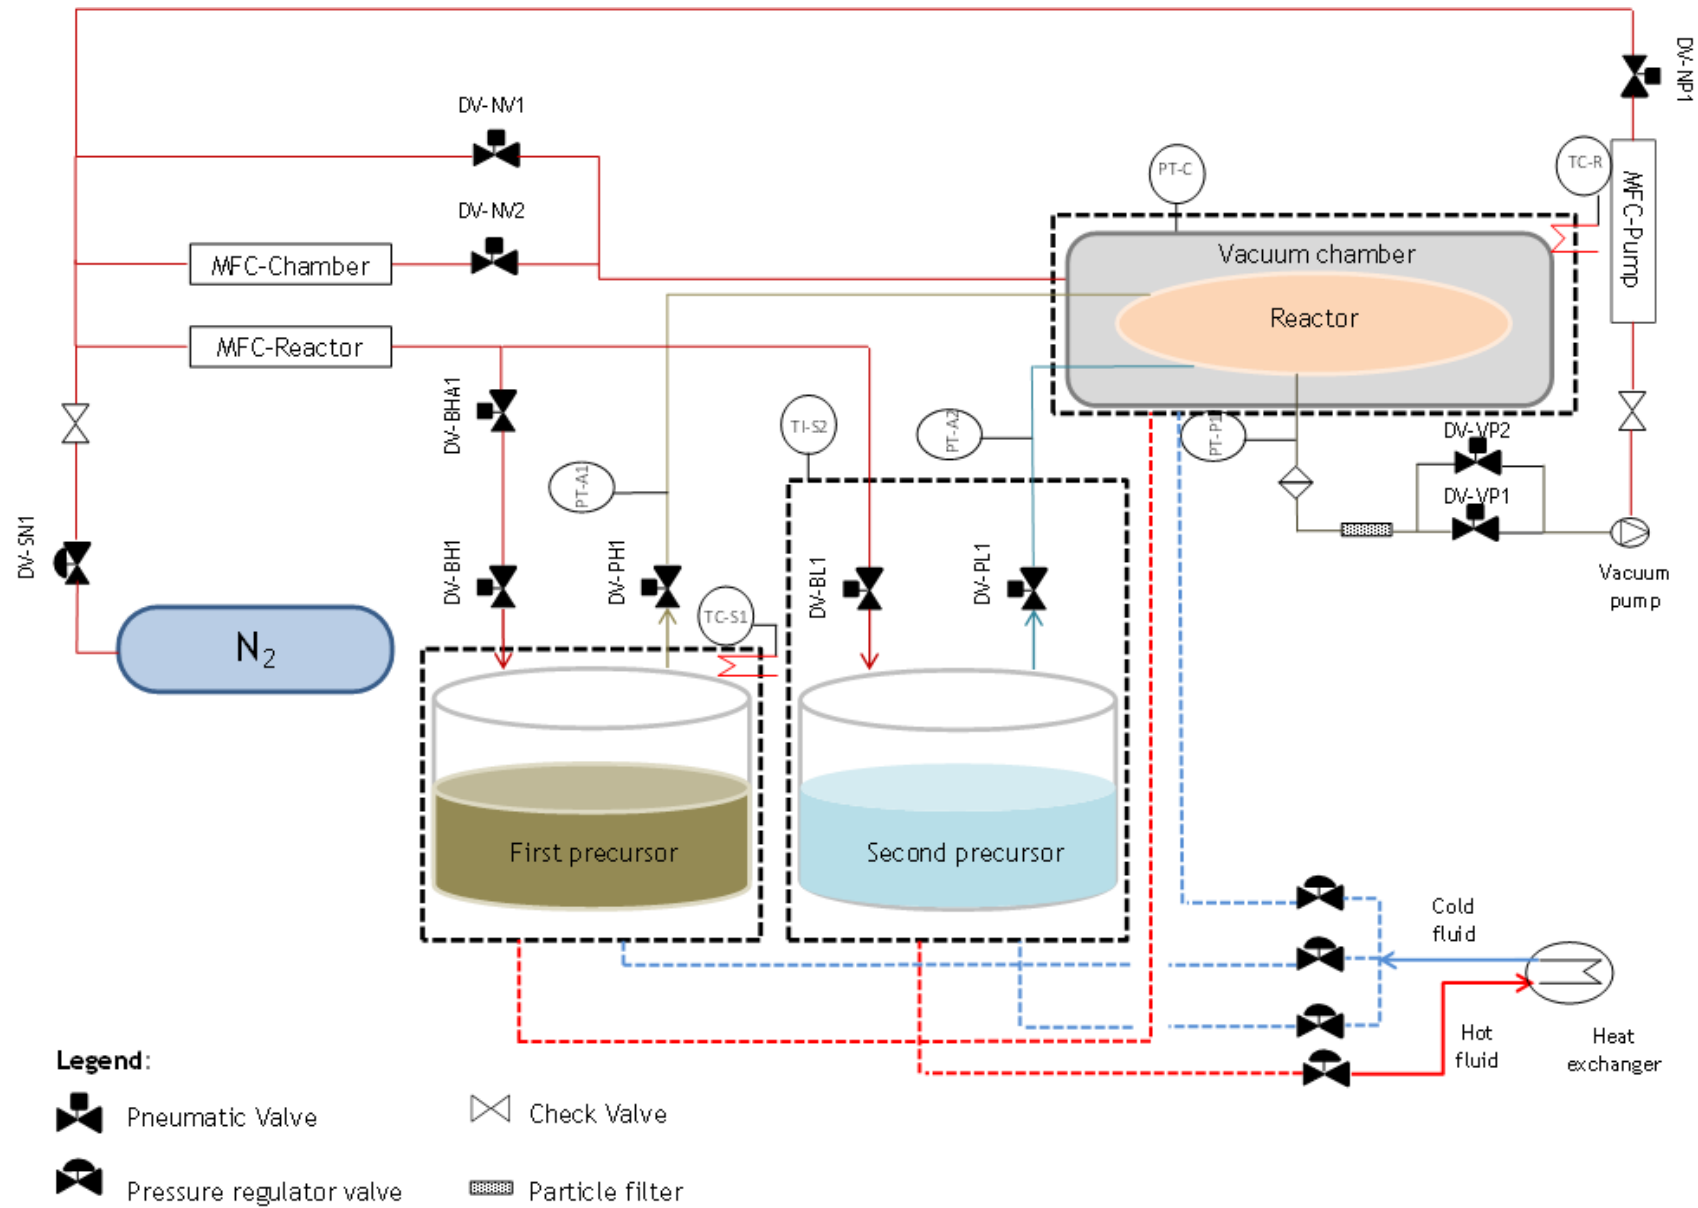 DV-NP1
DV-NV1
DV-NV2
PT-C
TC-R
MFC-Pump
MFC-Chamber
Vacuum chamber
Reactor
MFC-Reactor
DV-BHA1
TI-S2
PT-A2
PT-P1
DV-VP2
DV-VP1
PT-A1
DV-SN1
DV-BH1
DV-PH1
DV-BL1
DV-PL1
Vacuum
pump
TC-S1
N2
First precursor
Second precursor
Cold
fluid
Hot
fluid
Heat
exchanger
Legend:
Pneumatic Valve
Check Valve
Pressure regulator valve
Particle filter